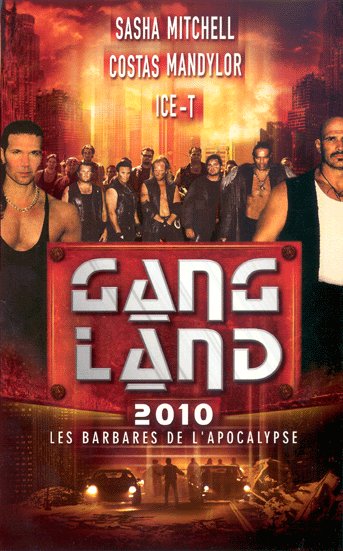 SASHA MITCHELL
COSTAS MANDYLOR
ICE-T
GANG
LAND
2010
LES BARBARES DE L'APOCALYPSE